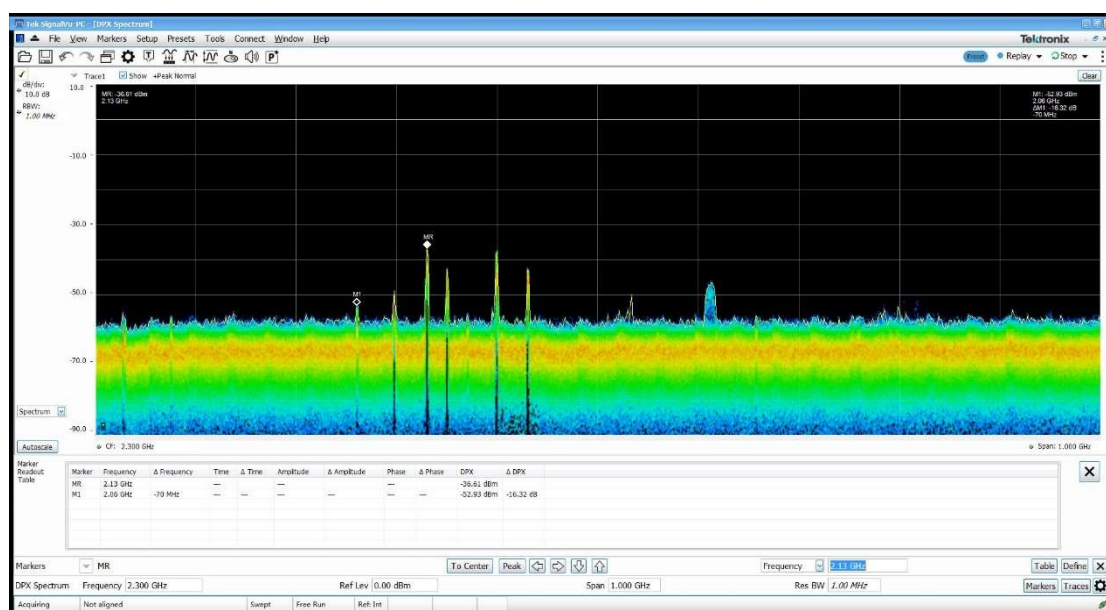 Tek SignalVu-PC - [DPX Spectrum]
File View Markers Setup Presets Tools Connect Window Help
Tektronix
Preset Replay Stop
Trace1 Show +Peak Normal
Clear
dB/div:
10.0 dB
RBW:
1.00 MHz
10.0
MR: -36.61 dBm
2.13 GHz
M1: -52.93 dBm
2.06 GHz
ΔM1: -16.32 dB
-70 MHz
-10.0
-30.0
MR
M1
-50.0
-70.0
Spectrum
-90.0
Autoscale
CF: 2.300 GHz
Span: 1.000 GHz
Marker
Readout
Table
Marker Frequency Δ Frequency Time Δ Time Amplitude Δ Amplitude Phase Δ Phase DPX Δ DPX
MR 2.13 GHz --- --- --- -36.61 dBm
M1 2.06 GHz -70 MHz --- --- --- --- --- --- -52.93 dBm -16.32 dB
Markers MR To Center Peak Frequency 2.13 GHz Table Define X
DPX Spectrum Frequency 2.300 GHz Ref Lev 0.00 dBm Span 1.000 GHz Res BW 1.00 MHz Markers Traces
Acquiring Not aligned Swept Free Run Ref: Int